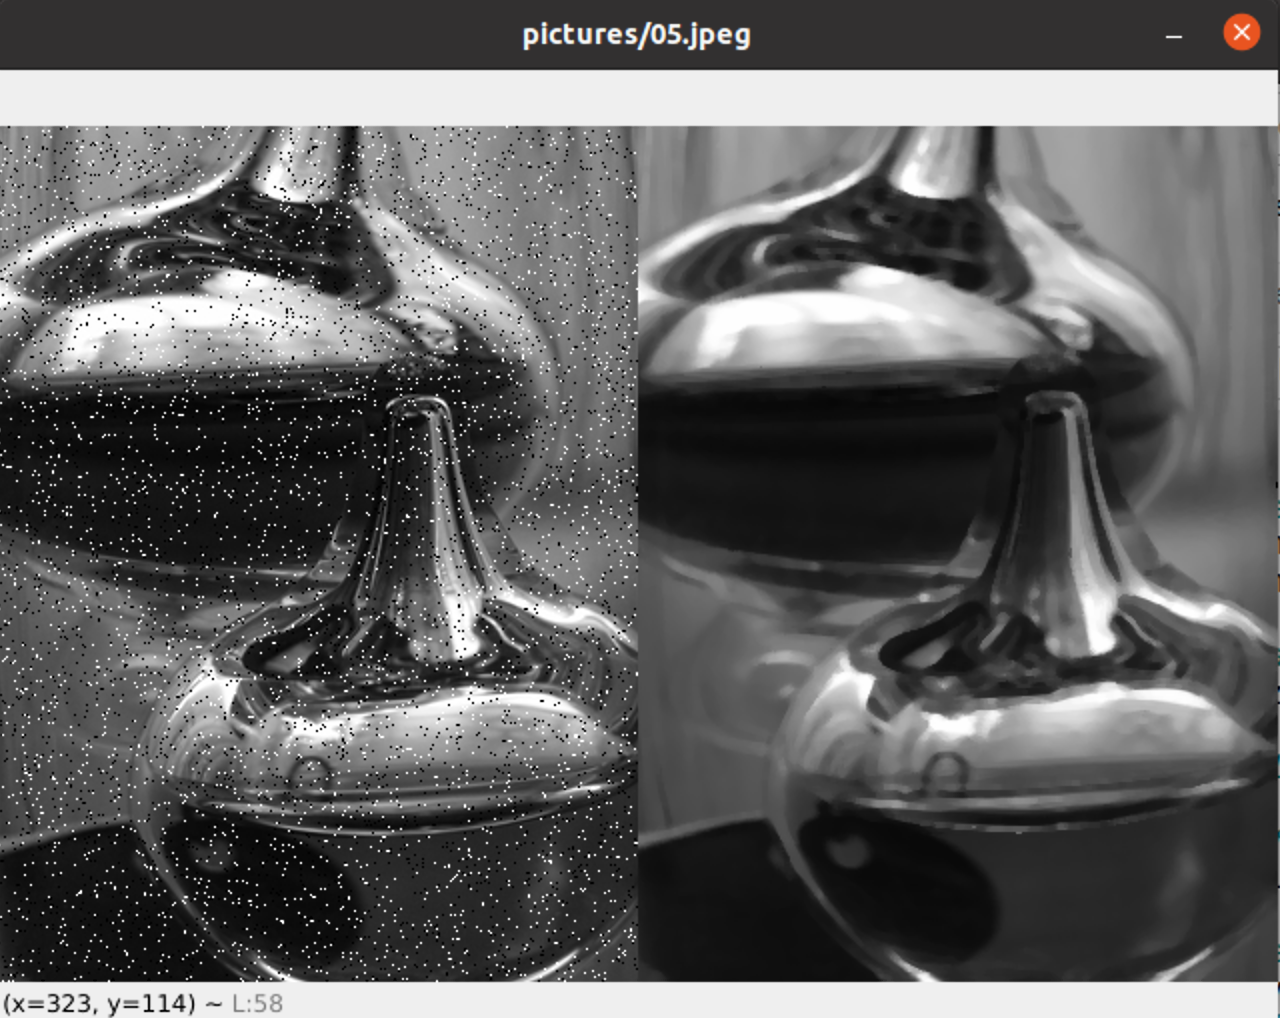 pictures/05.jpeg
(x=323, y=114) ~ L:58